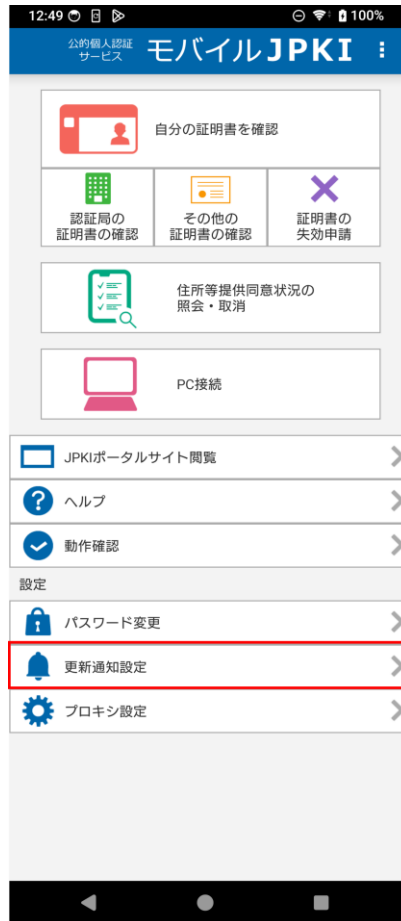 12:49
100%
公的個人認証
サービス
モバイルJPKI
自分の証明書を確認
認証局の
証明書の確認
その他の
証明書の確認
証明書の
失効申請
住所等提供同意状況の
照会・取消
PC接続
JPKIポータルサイト閲覧
ヘルプ
動作確認
設定
パスワード変更
更新通知設定
プロキシ設定